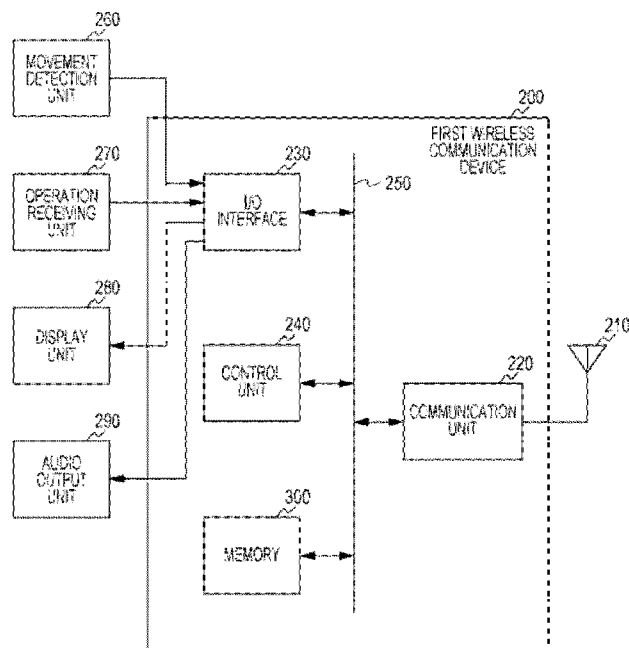 260
MOVEMENT
DETECTION
UNIT
200
FIRST WIRELESS
COMMUNICATION
DEVICE
270
OPERATION
RECEIVING
UNIT
230
I/O
INTERFACE
250
280
DISPLAY
UNIT
240
CONTROL
UNIT
210
220
COMMUNICATION
UNIT
290
AUDIO
OUTPUT
UNIT
300
MEMORY